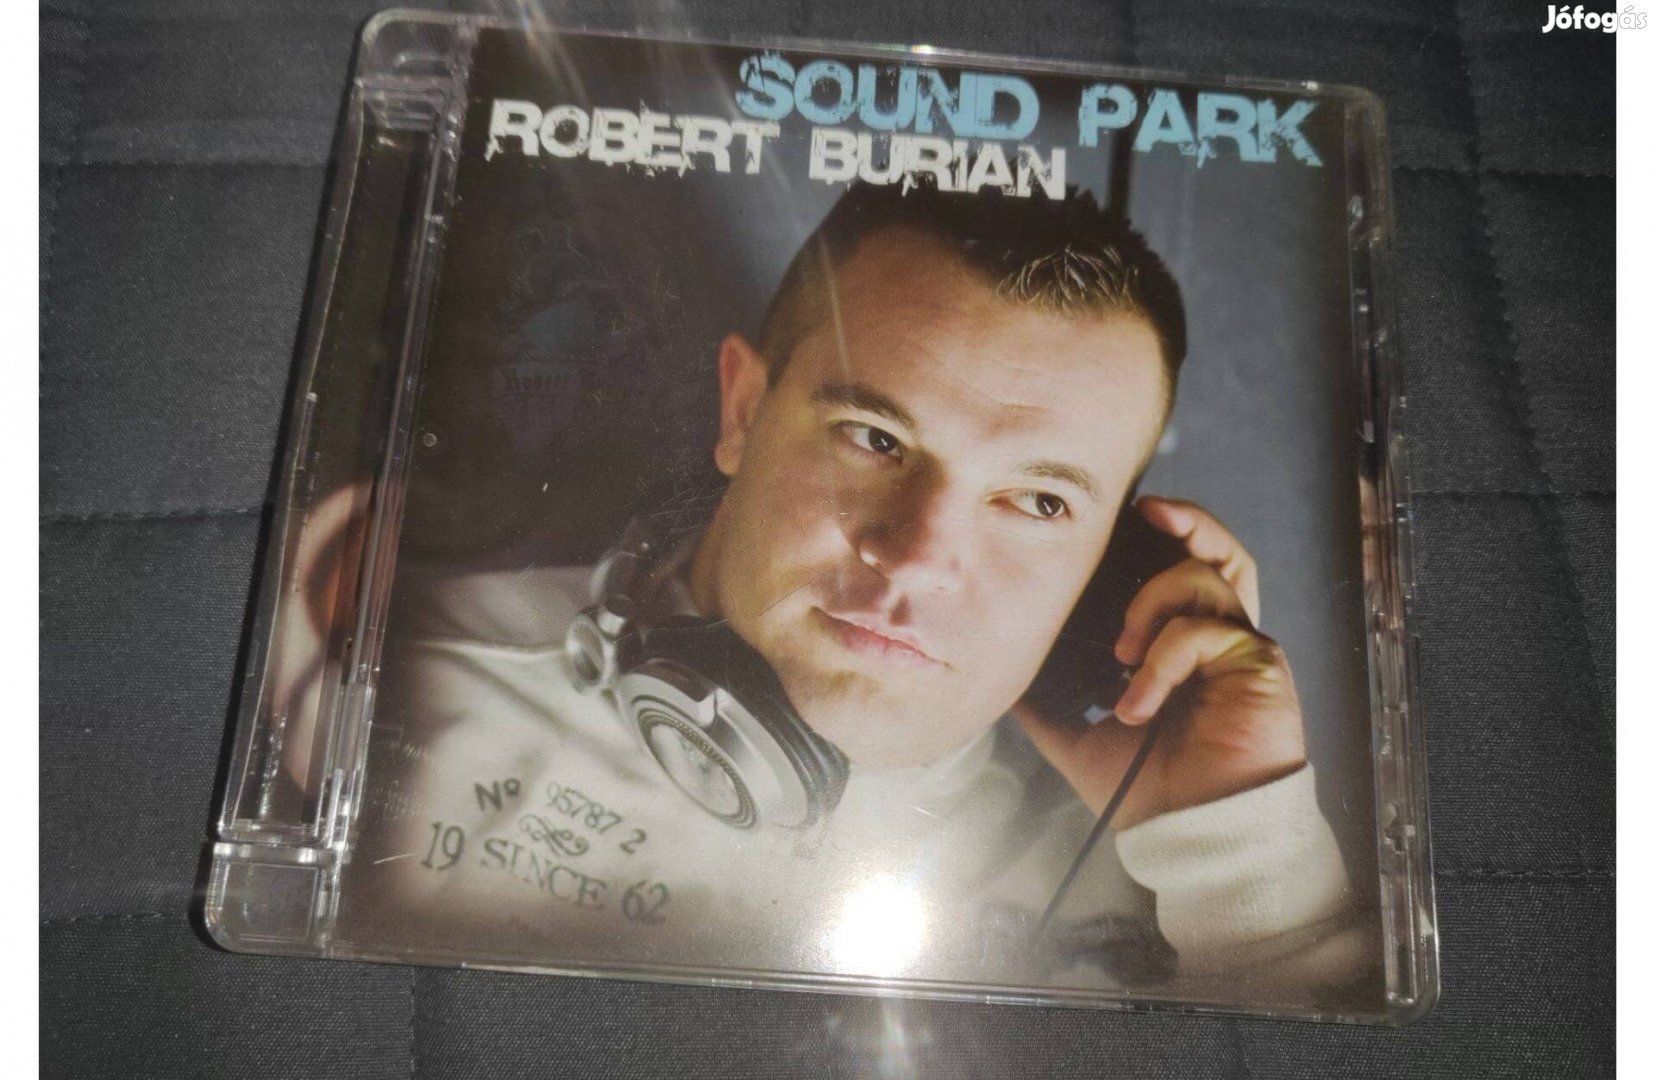 Jófogás
SOUND PARK
ROBERT BURIAN
Nº 95787 2
19 SINCE 62